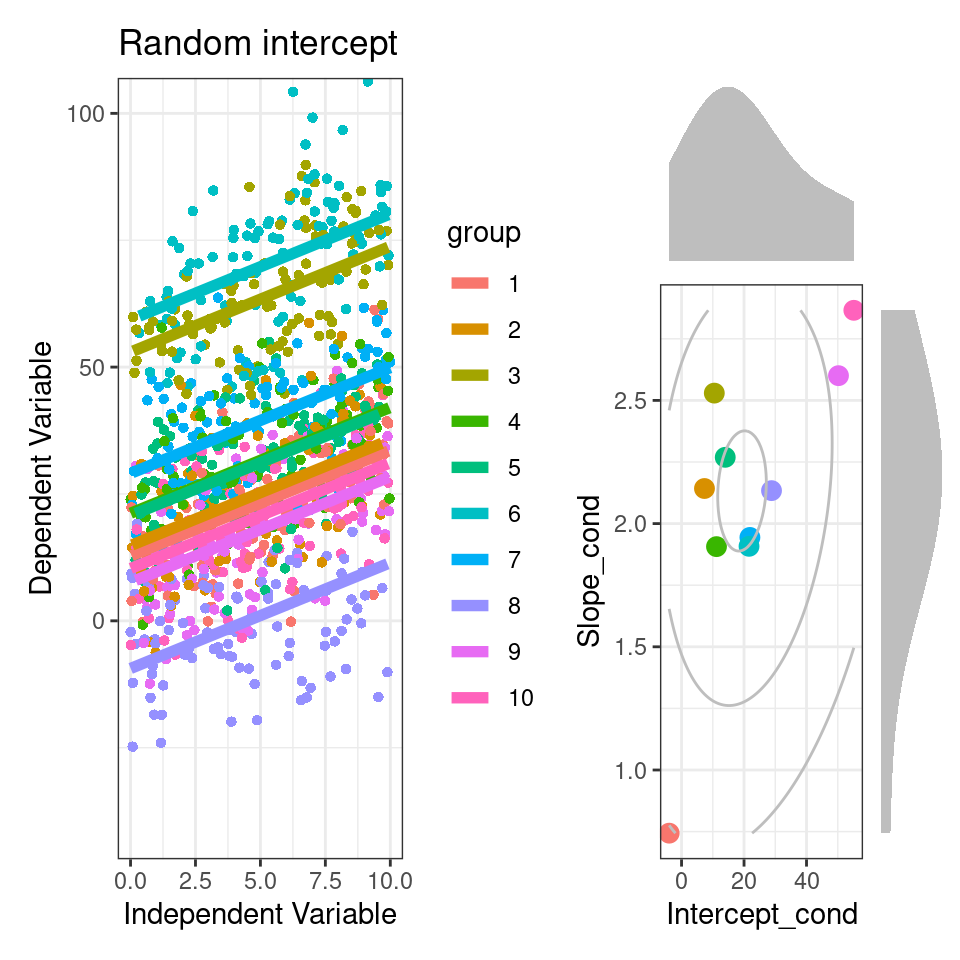 Random intercept
Dependent Variable
100
50
0
0.0 2.5 5.0 7.5 10.0
Independent Variable
group
1
2
3
4
5
6
7
8
9
10
Slope_cond
2.5
2.0
1.5
1.0
0 20 40
Intercept_cond